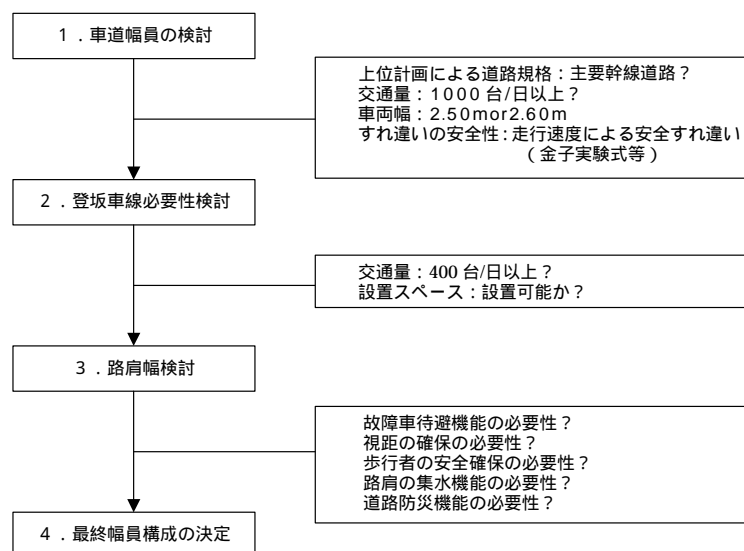 1．車道幅員の検討
上位計画による道路規格：主要幹線道路？
交通量：1000 台/日以上？
車両幅：2.50mor2.60m
すれ違いの安全性：走行速度による安全すれ違い
（金子実験式等）
2．登坂車線必要性検討
交通量：400 台/日以上？
設置スペース：設置可能か？
3．路肩幅検討
故障車待避機能の必要性？
視距の確保の必要性？
歩行者の安全確保の必要性？
路肩の集水機能の必要性？
道路防災機能の必要性？
4．最終幅員構成の決定